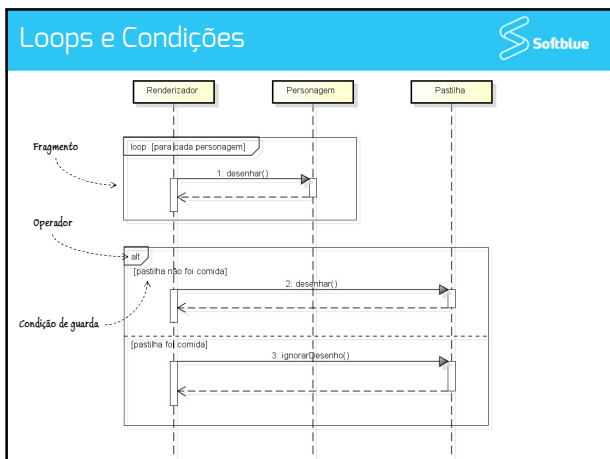 Loops e Condições
Softblue
Renderizador
Personagem
Pastilha
Fragmento
loop [para cada personagem]
1: desenhar()
Operador
alt
[pastilha não foi comida]
2: desenhar()
Condição de guarda
[pastilha foi comida]
3: ignorarDesenho()